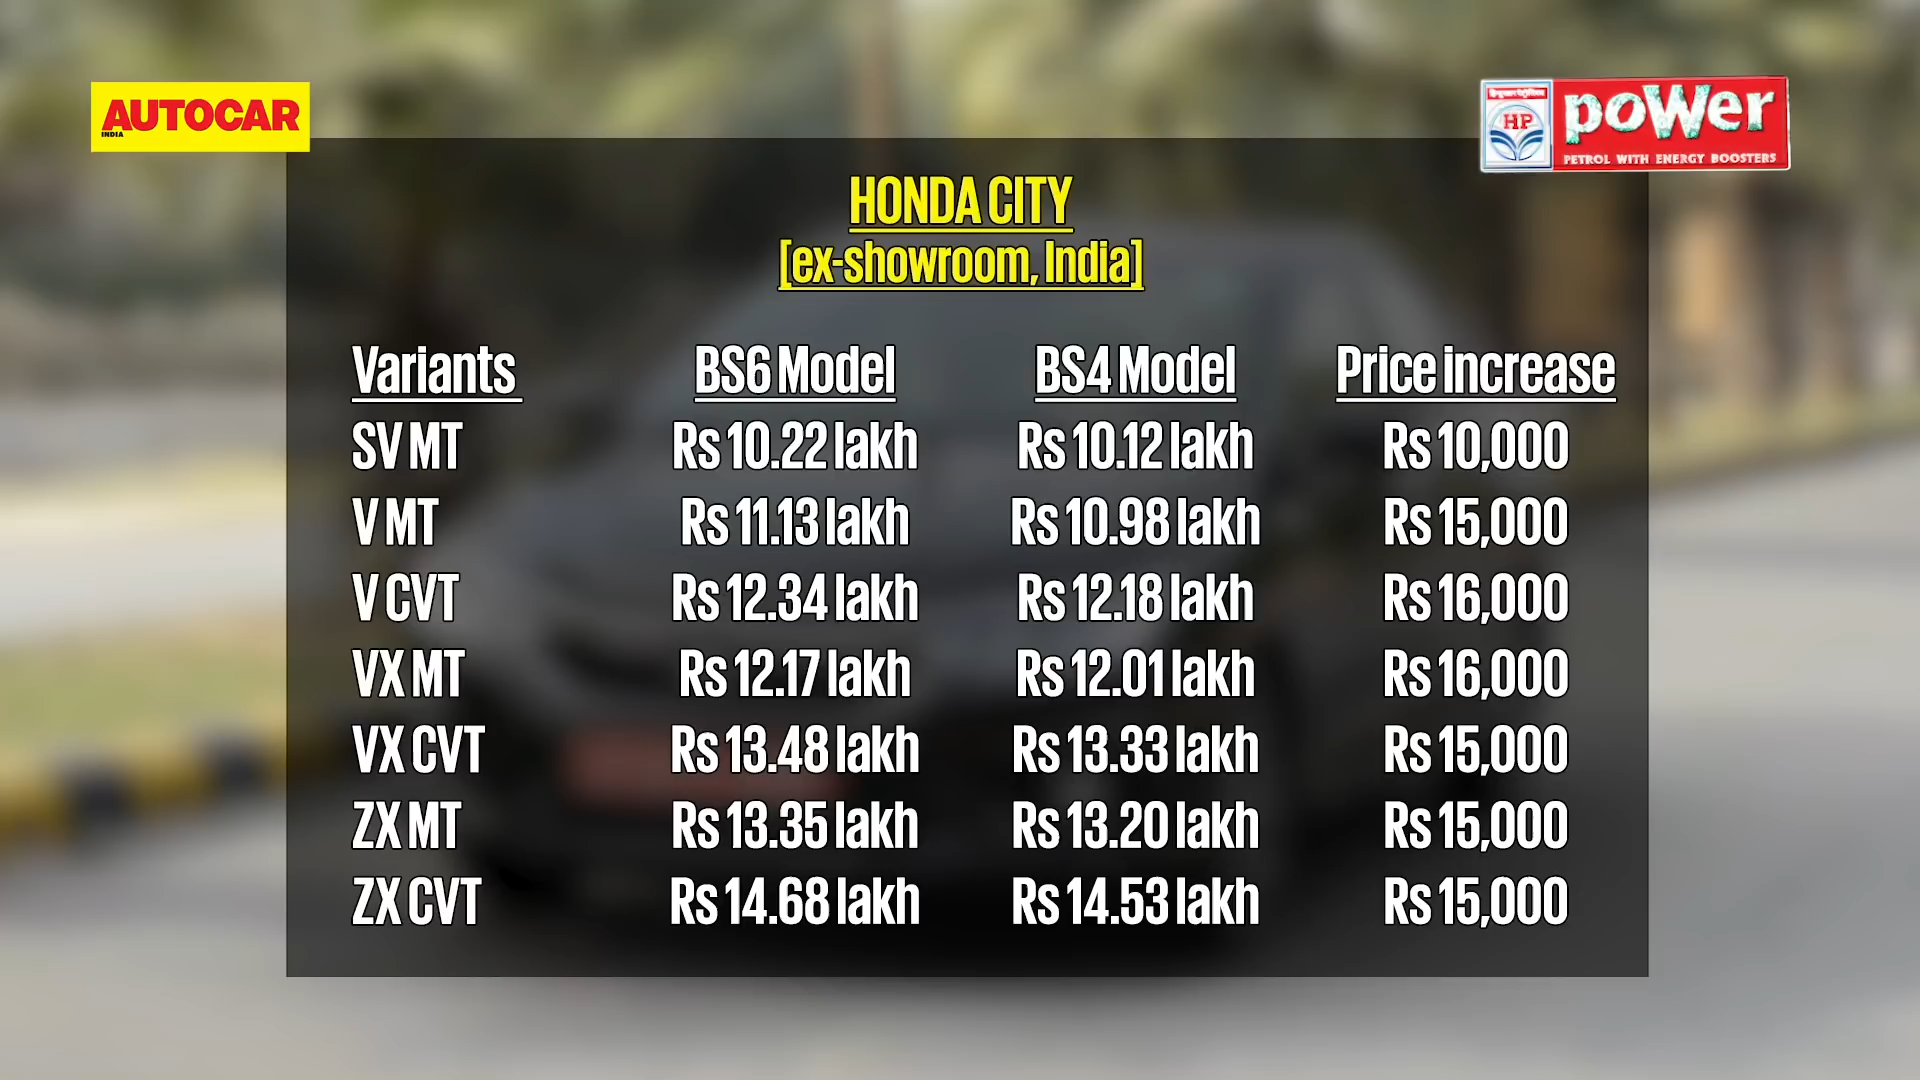 AUTOCAR
INDIA
हिन्दुस्तान पेट्रोलियम
HP
poWer
PETROL WITH ENERGY BOOSTERS
HONDA CITY
[ex-showroom, India]
Variants BS6 Model BS4 Model Price increase
SV MT Rs 10.22 lakh Rs 10.12 lakh Rs 10,000
V MT Rs 11.13 lakh Rs 10.98 lakh Rs 15,000
V CVT Rs 12.34 lakh Rs 12.18 lakh Rs 16,000
VX MT Rs 12.17 lakh Rs 12.01 lakh Rs 16,000
VX CVT Rs 13.48 lakh Rs 13.33 lakh Rs 15,000
ZX MT Rs 13.35 lakh Rs 13.20 lakh Rs 15,000
ZX CVT Rs 14.68 lakh Rs 14.53 lakh Rs 15,000